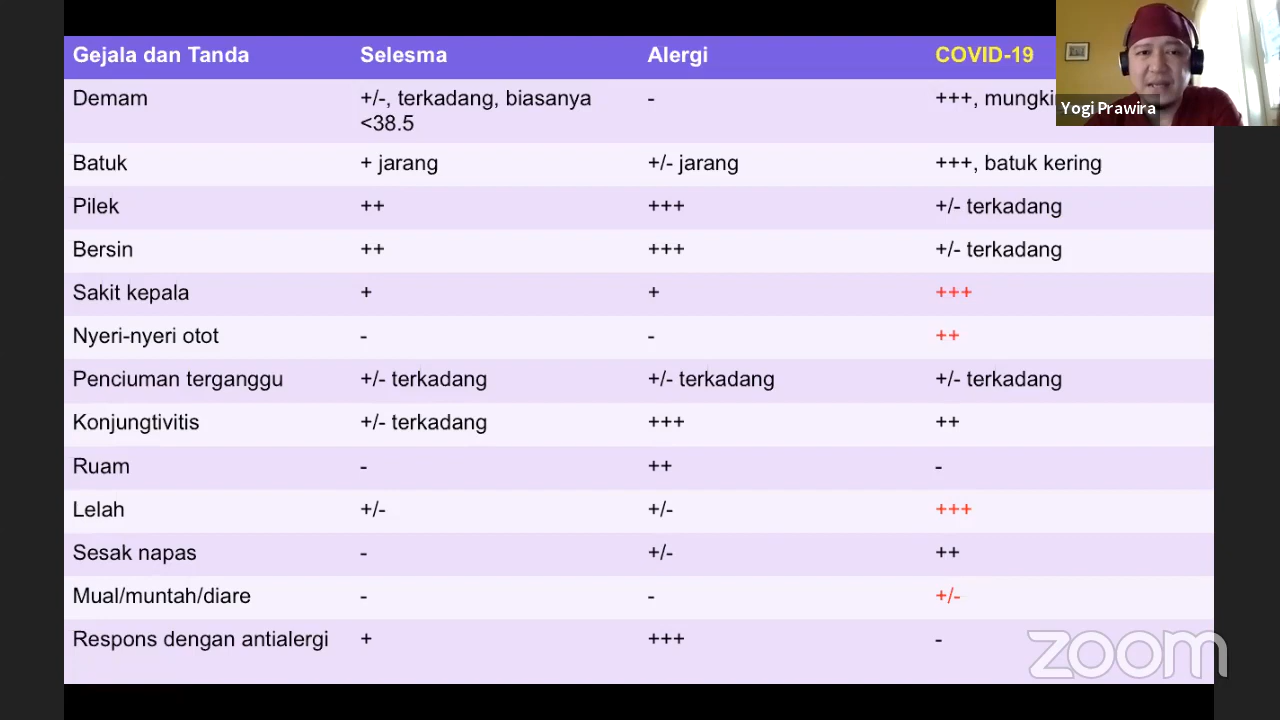 Gejala dan Tanda Selesma Alergi COVID-19
Demam +/-, terkadang, biasanya - +++,
<38.5
Batuk + jarang +/- jarang +++, batuk kering
Pilek ++ +++ +/- terkadang
Bersin ++ +++ +/- terkadang
Sakit kepala + + +++
Nyeri-nyeri otot - - ++
Penciuman terganggu +/- terkadang +/- terkadang +/- terkadang
Konjungtivitis +/- terkadang +++ ++
Ruam - ++ -
Lelah +/- +/- +++
Sesak napas - +/- ++
Mual/muntah/diare - - +/-
Respons dengan antialergi + +++ -
Yogi Prawira
zoom